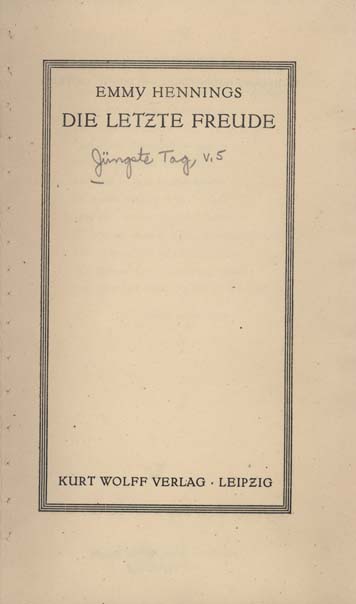 EMMY HENNINGS
DIE LETZTE FREUDE
Jüngste Tag, v.5
KURT WOLFF VERLAG · LEIPZIG